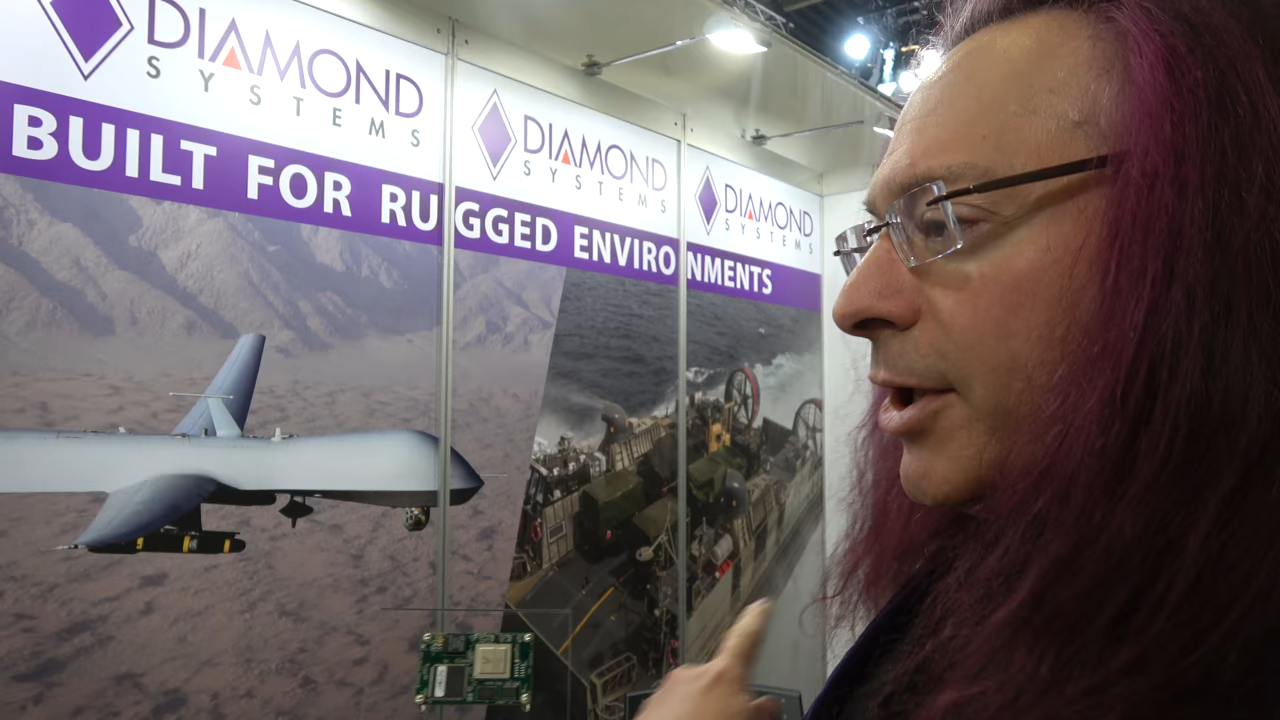 DIAMOND
SYSTEMS
DIAMOND
SYSTEMS
DIAMOND
SYSTEMS
BUILT FOR RUGGED ENVIRONMENTS